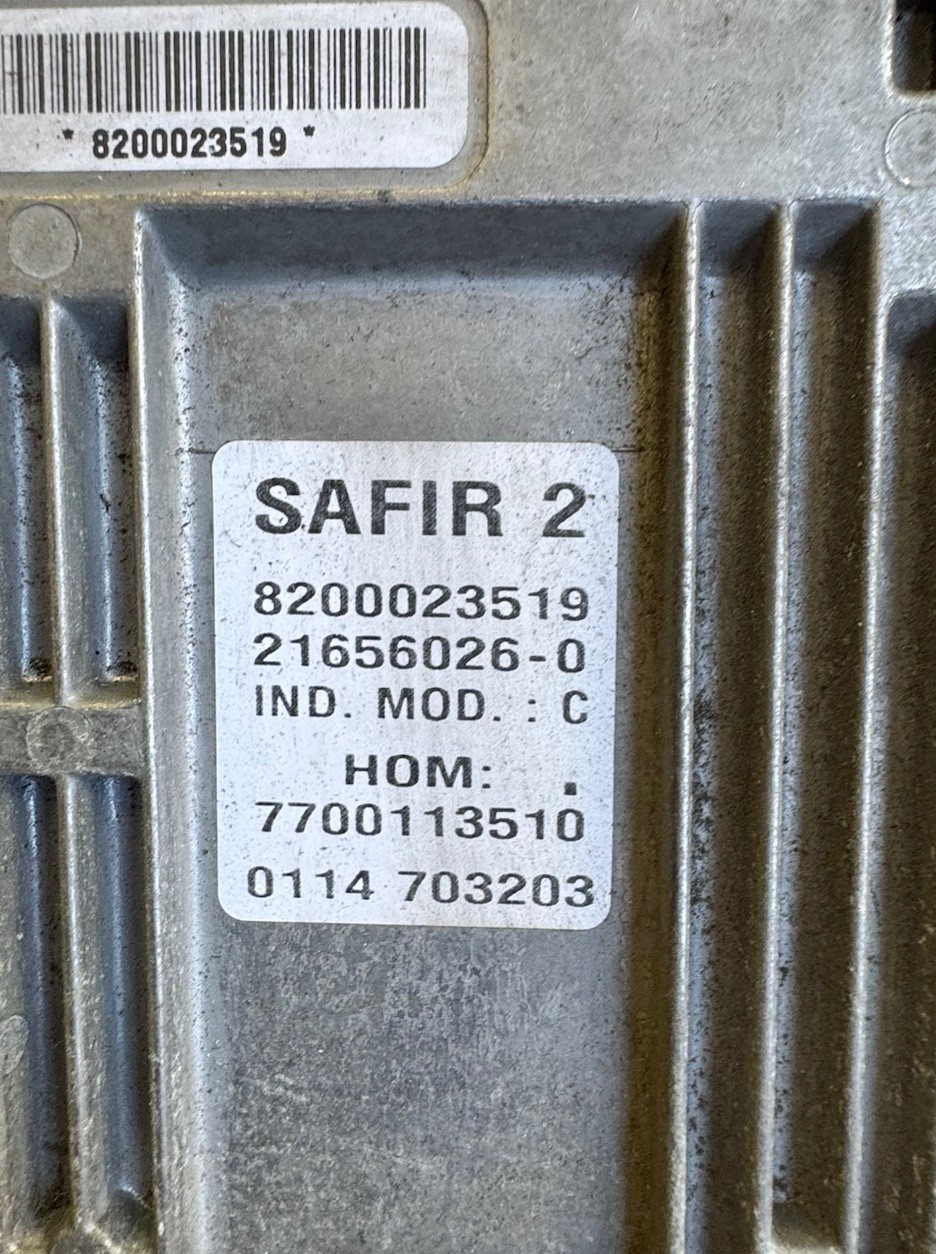 * 8200023519 *
SAFIR 2
8200023519
21656026-0
IND. MOD. : C
HOM: .
7700113510
0114 703203